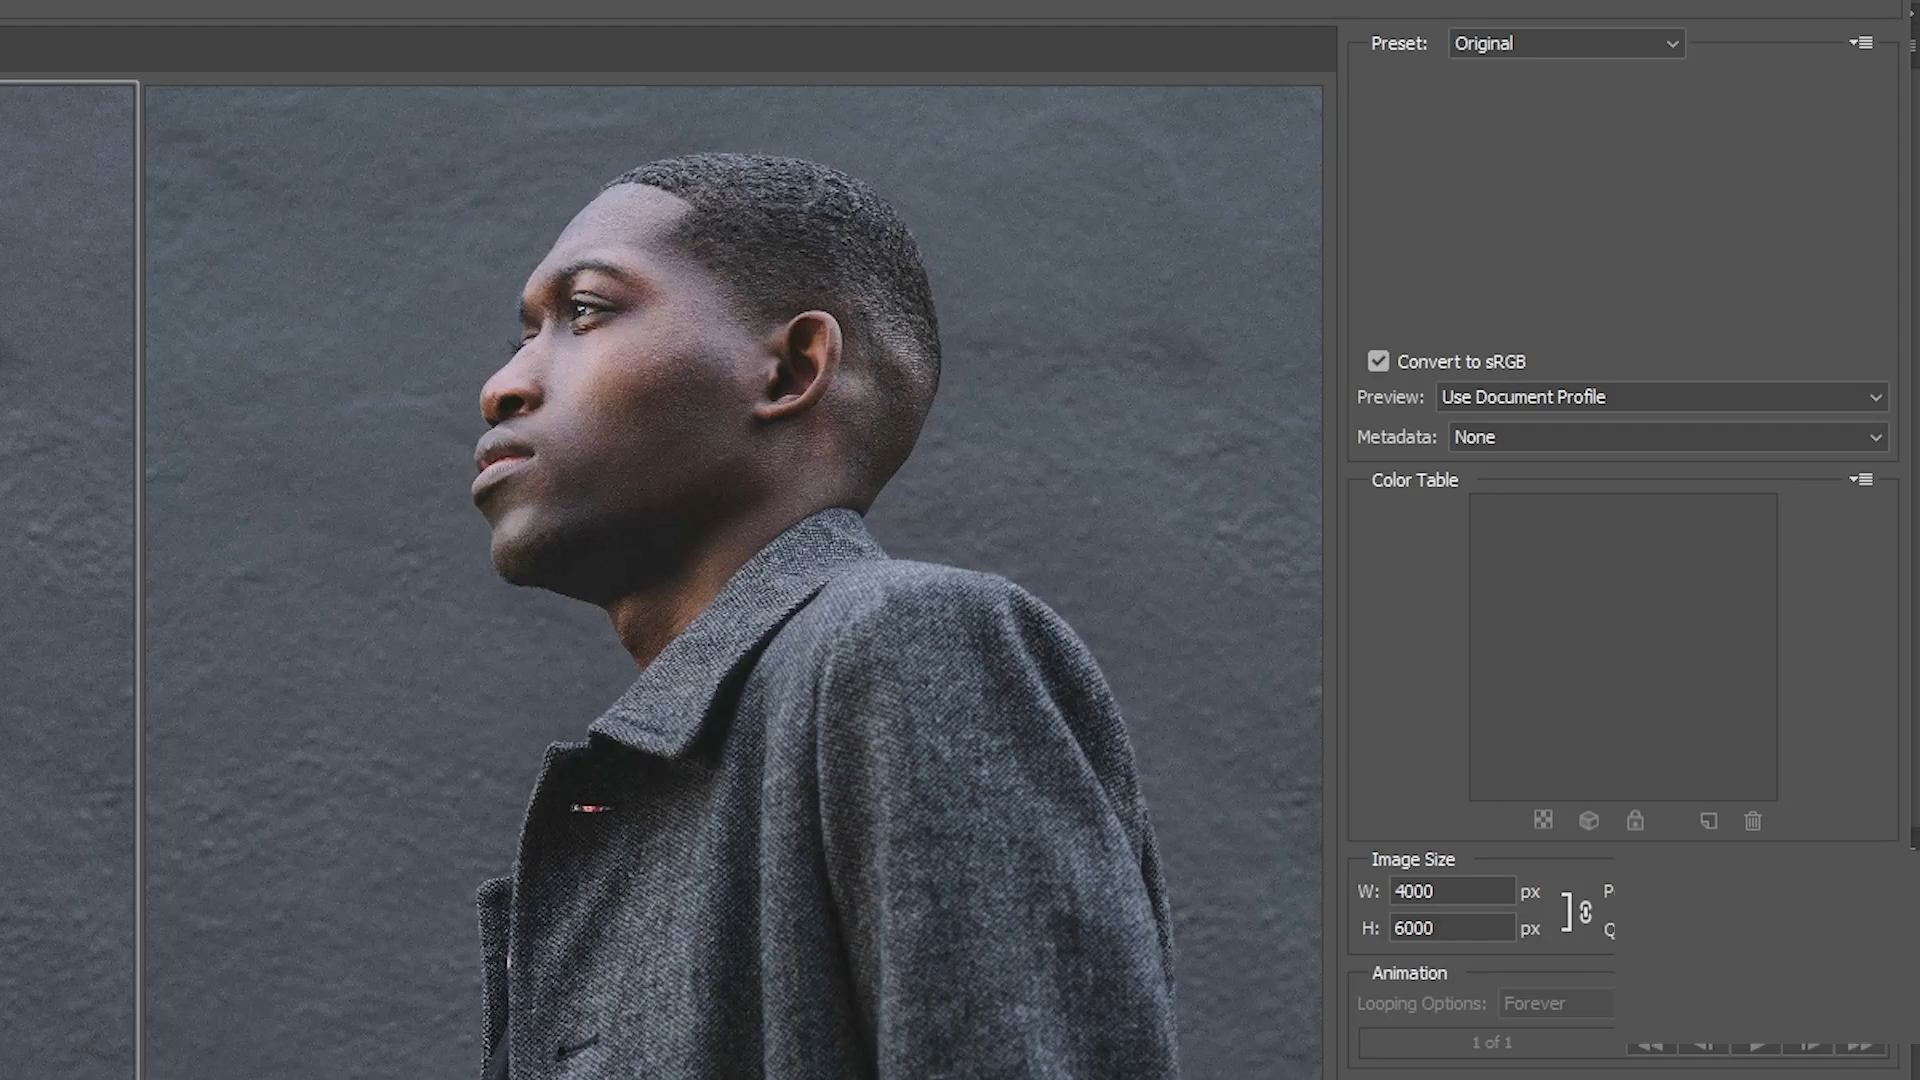 Preset: Original
Convert to sRGB
Preview: Use Document Profile
Metadata: None
Color Table
Image Size
W: 4000 px
H: 6000 px
Animation
Looping Options: Forever
1 of 1